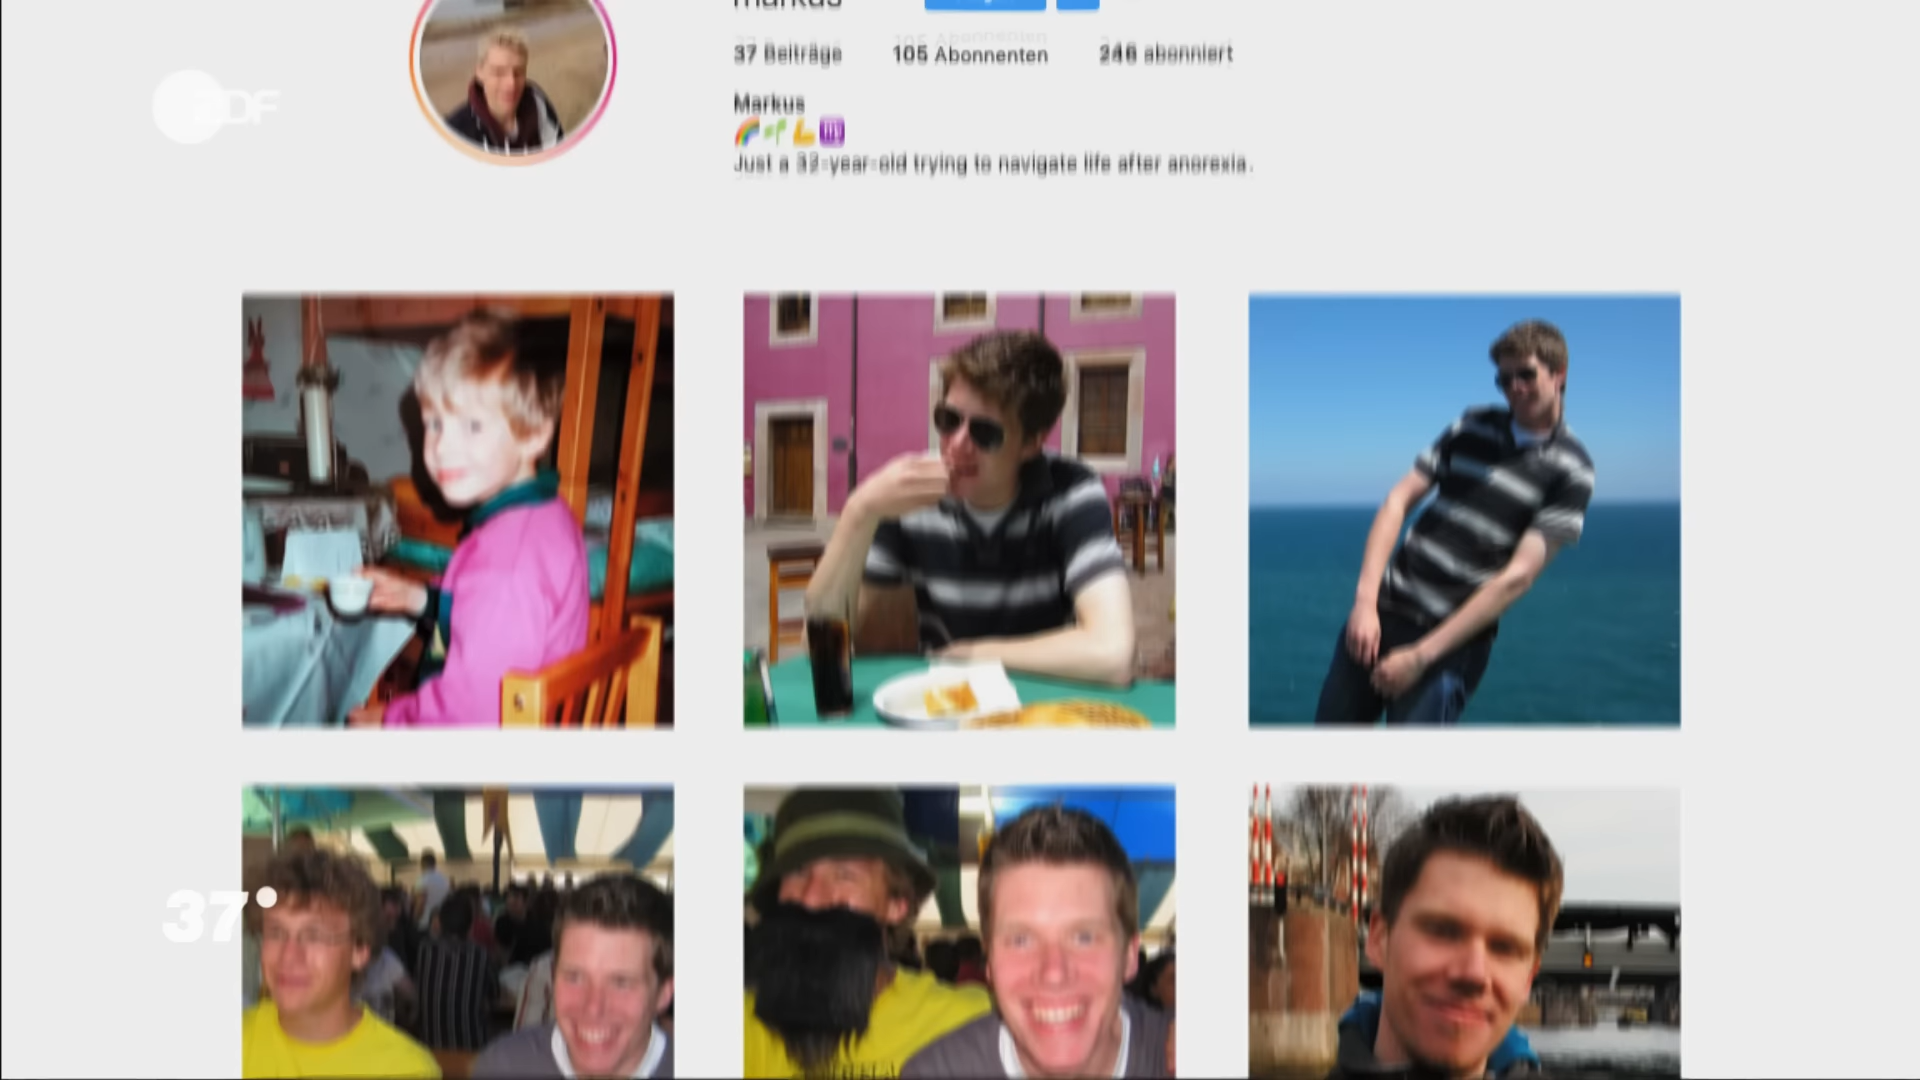 markus
37 Beiträge 105 Abonnenten 246 abonniert
ZDF
Markus
Just a 32-year-old trying to navigate life after anorexia.
37°